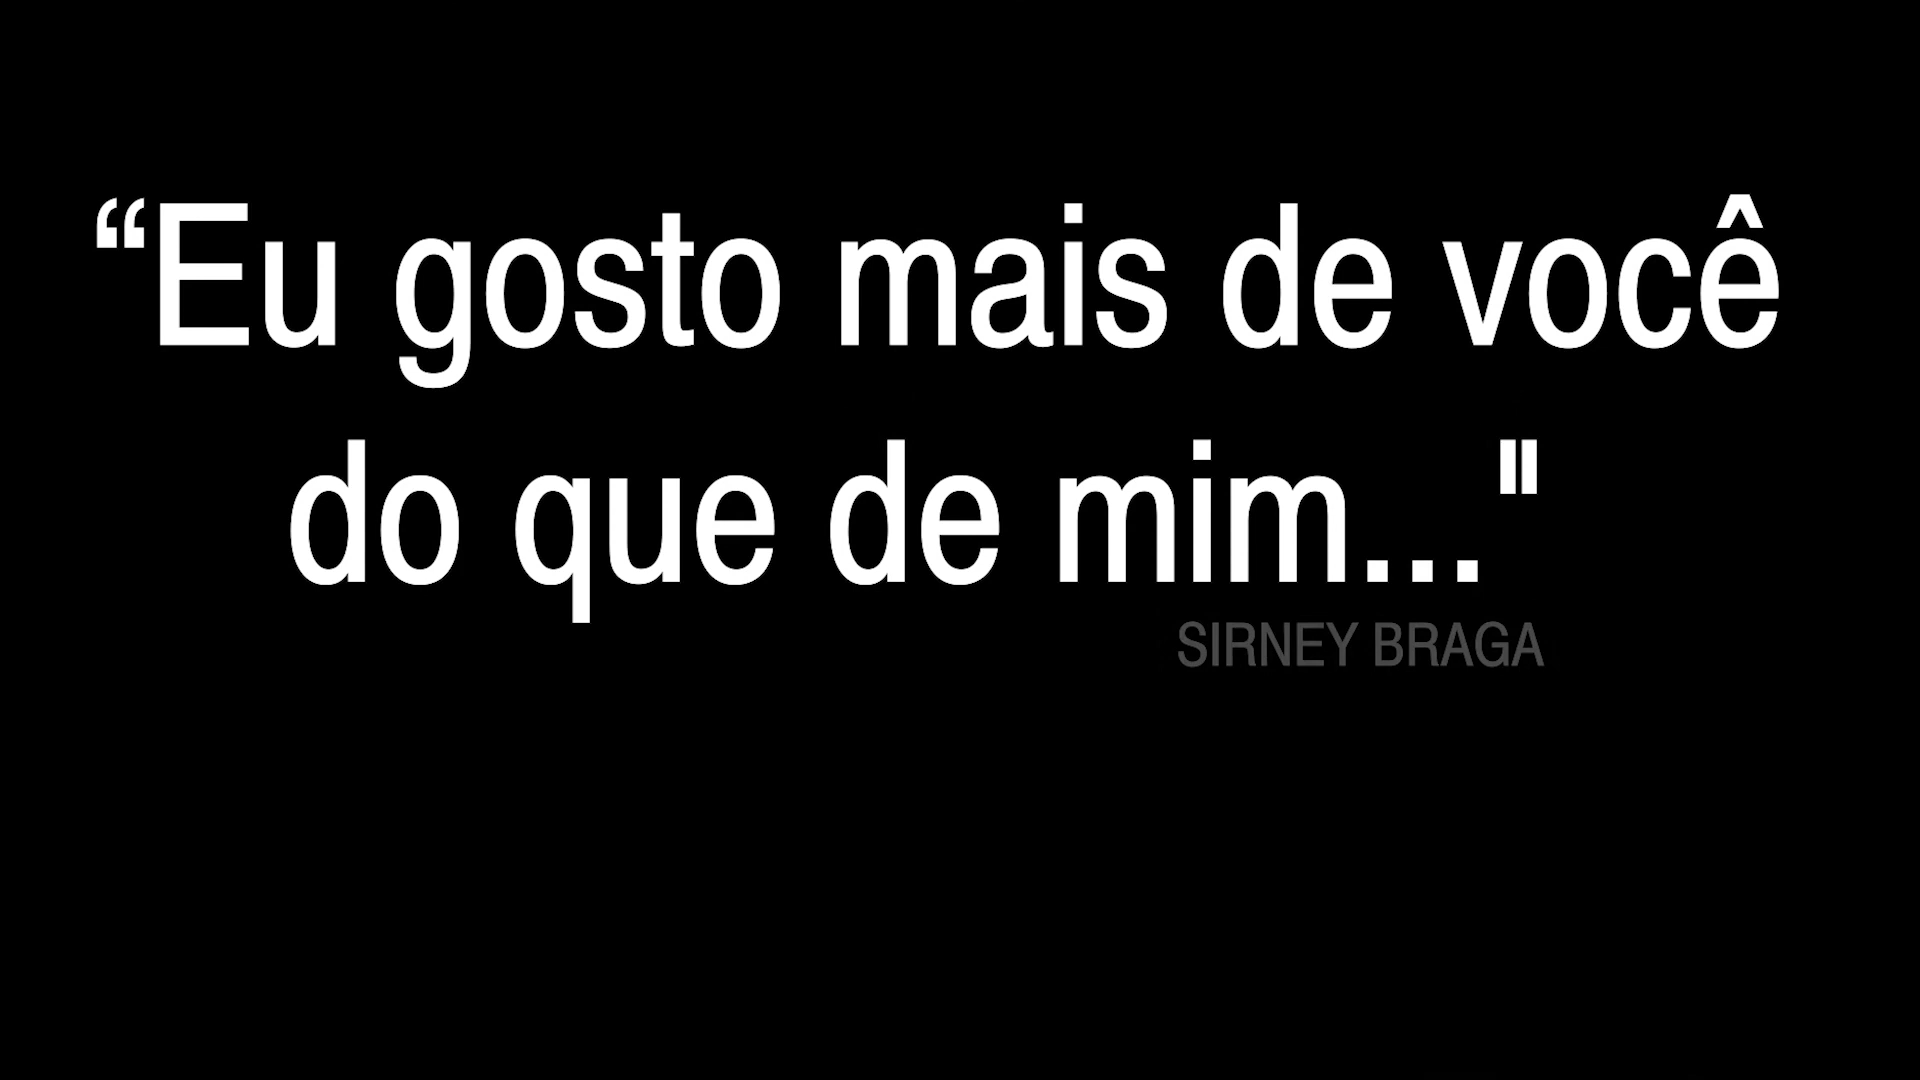 “Eu gosto mais de você
do que de mim..."
SIRNEY BRAGA